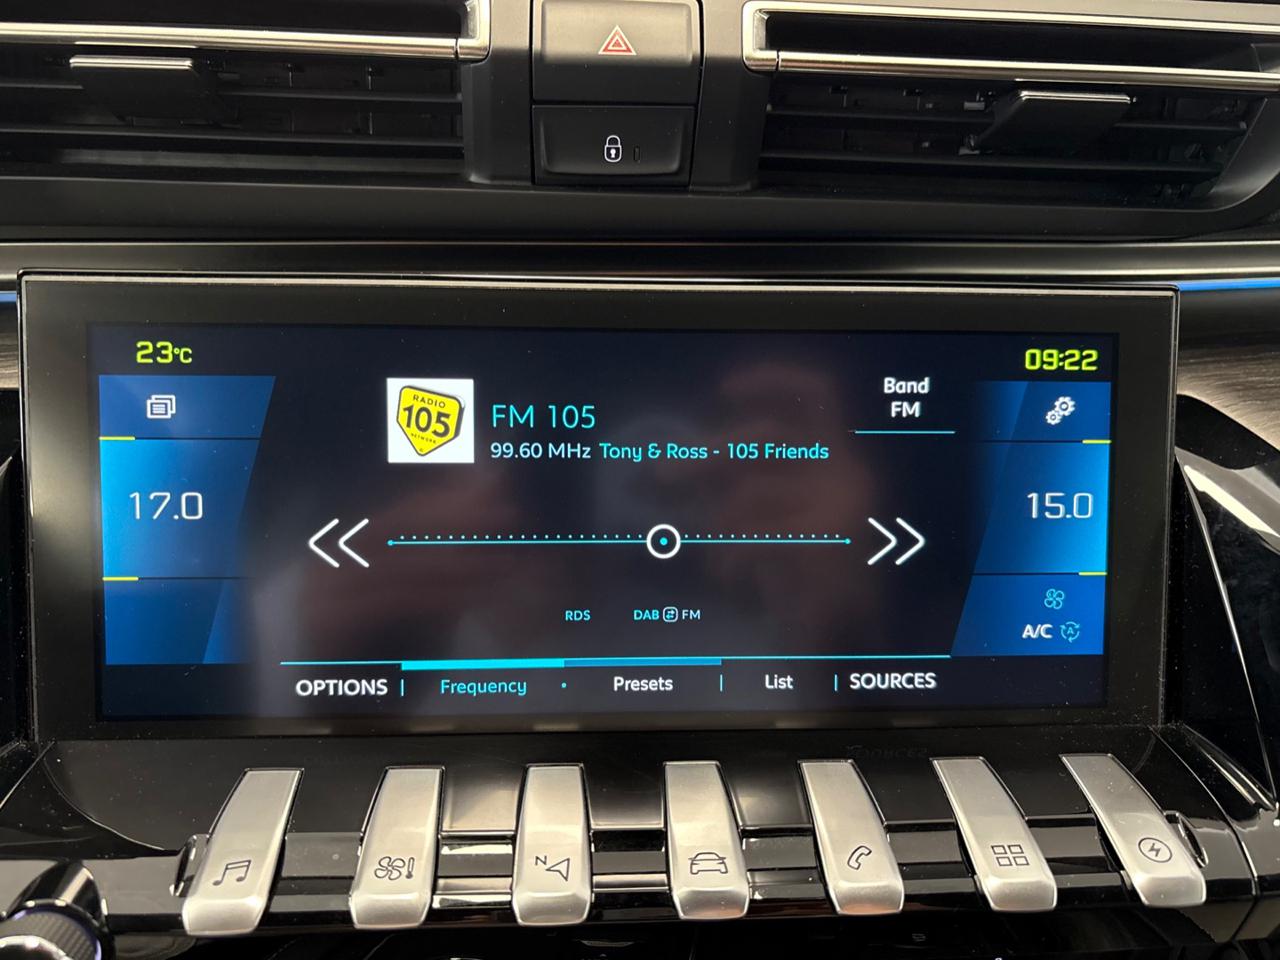 23°C
09:22
RADIO
105
NETWORK
FM 105
99.60 MHz Tony & Ross - 105 Friends
Band
FM
17.0
15.0
RDS
DAB FM
A/C A
OPTIONS | Frequency • Presets | List | SOURCES
N